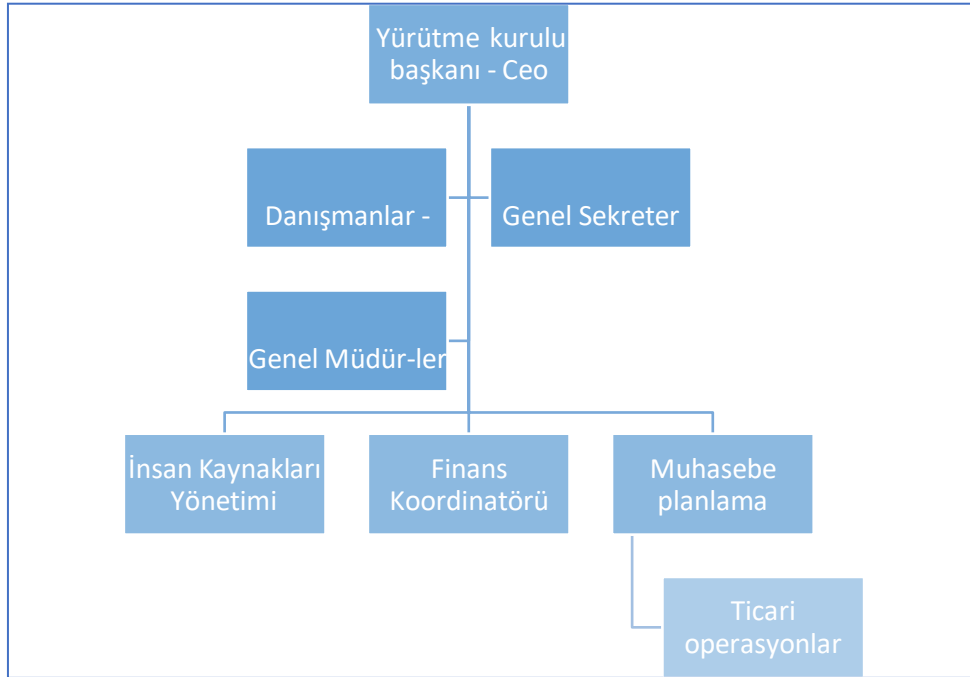 Yürütme kurulu
başkanı - Ceo
Danışmanlar -
Genel Sekreter
Genel Müdür-ler
İnsan Kaynakları
Yönetimi
Finans
Koordinatörü
Muhasebe
planlama
Ticari
operasyonlar